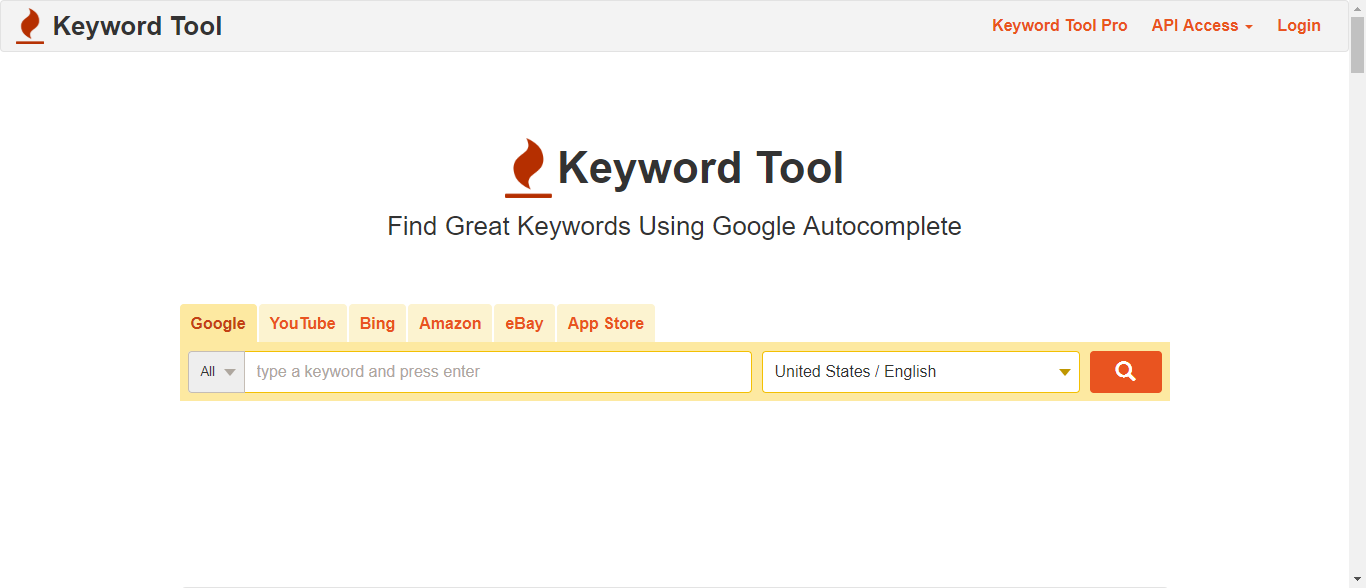 Keyword Tool
Keyword Tool Pro API Access Login
Keyword Tool
Find Great Keywords Using Google Autocomplete
Google YouTube Bing Amazon eBay App Store
All type a keyword and press enter United States / English